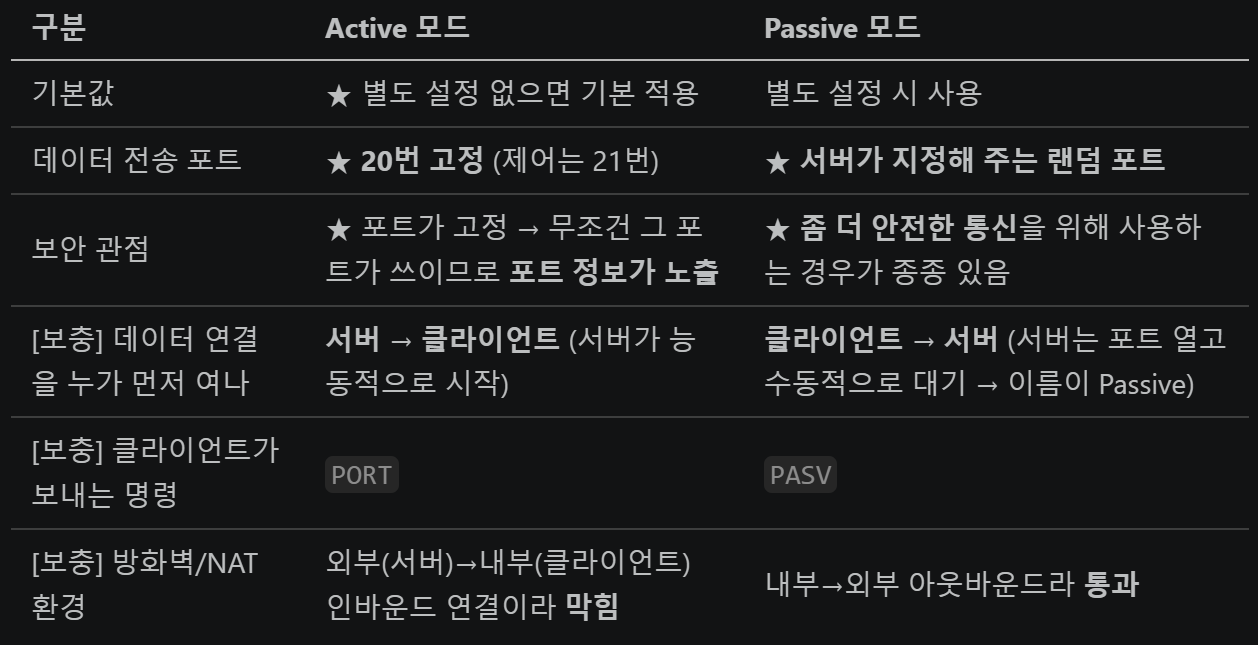 구분 Active 모드 Passive 모드
기본값 ★ 별도 설정 없으면 기본 적용 별도 설정 시 사용
데이터 전송 포트 ★ 20번 고정 (제어는 21번) ★ 서버가 지정해 주는 랜덤 포트
보안 관점
★ 포트가 고정 → 무조건 그 포
트가 쓰이므로 포트 정보가 노출
★ 좀 더 안전한 통신을 위해 사용하
는 경우가 종종 있음
[보충] 데이터 연결
을 누가 먼저 여나
서버 → 클라이언트 (서버가 능
동적으로 시작)
클라이언트 → 서버 (서버는 포트 열고
수동적으로 대기 → 이름이 Passive)
[보충] 클라이언트가
보내는 명령
PORT
PASV
[보충] 방화벽/NAT
환경
외부(서버)→내부(클라이언트)
인바운드 연결이라 막힘
내부→외부 아웃바운드라 통과